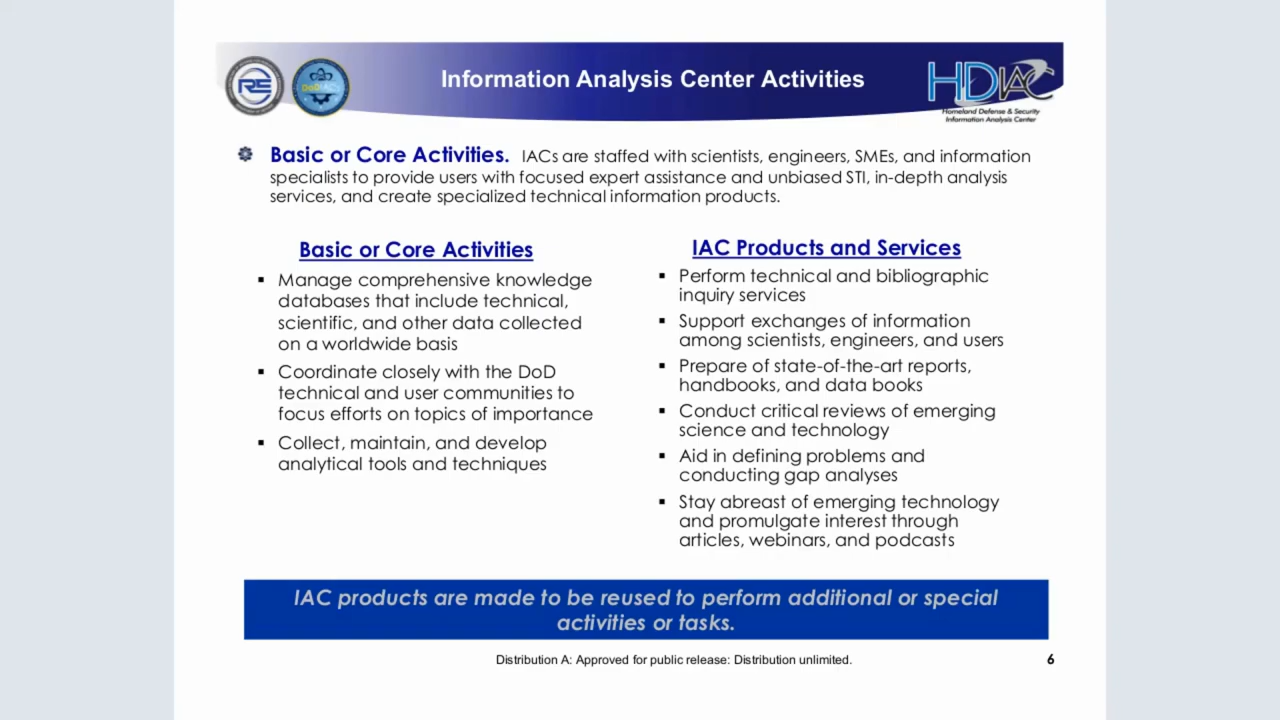 Information Analysis Center Activities
RE
DoDIACs
HDIAC
Homeland Defense & Security
Information Analysis Center
Basic or Core Activities. IACs are staffed with scientists, engineers, SMEs, and information
specialists to provide users with focused expert assistance and unbiased STI, in-depth analysis
services, and create specialized technical information products.
Basic or Core Activities
▪ Manage comprehensive knowledge
databases that include technical,
scientific, and other data collected
on a worldwide basis
▪ Coordinate closely with the DoD
technical and user communities to
focus efforts on topics of importance
▪ Collect, maintain, and develop
analytical tools and techniques
IAC Products and Services
▪ Perform technical and bibliographic
inquiry services
▪ Support exchanges of information
among scientists, engineers, and users
▪ Prepare of state-of-the-art reports,
handbooks, and data books
▪ Conduct critical reviews of emerging
science and technology
▪ Aid in defining problems and
conducting gap analyses
▪ Stay abreast of emerging technology
and promulgate interest through
articles, webinars, and podcasts
IAC products are made to be reused to perform additional or special
activities or tasks.
Distribution A: Approved for public release: Distribution unlimited.
6